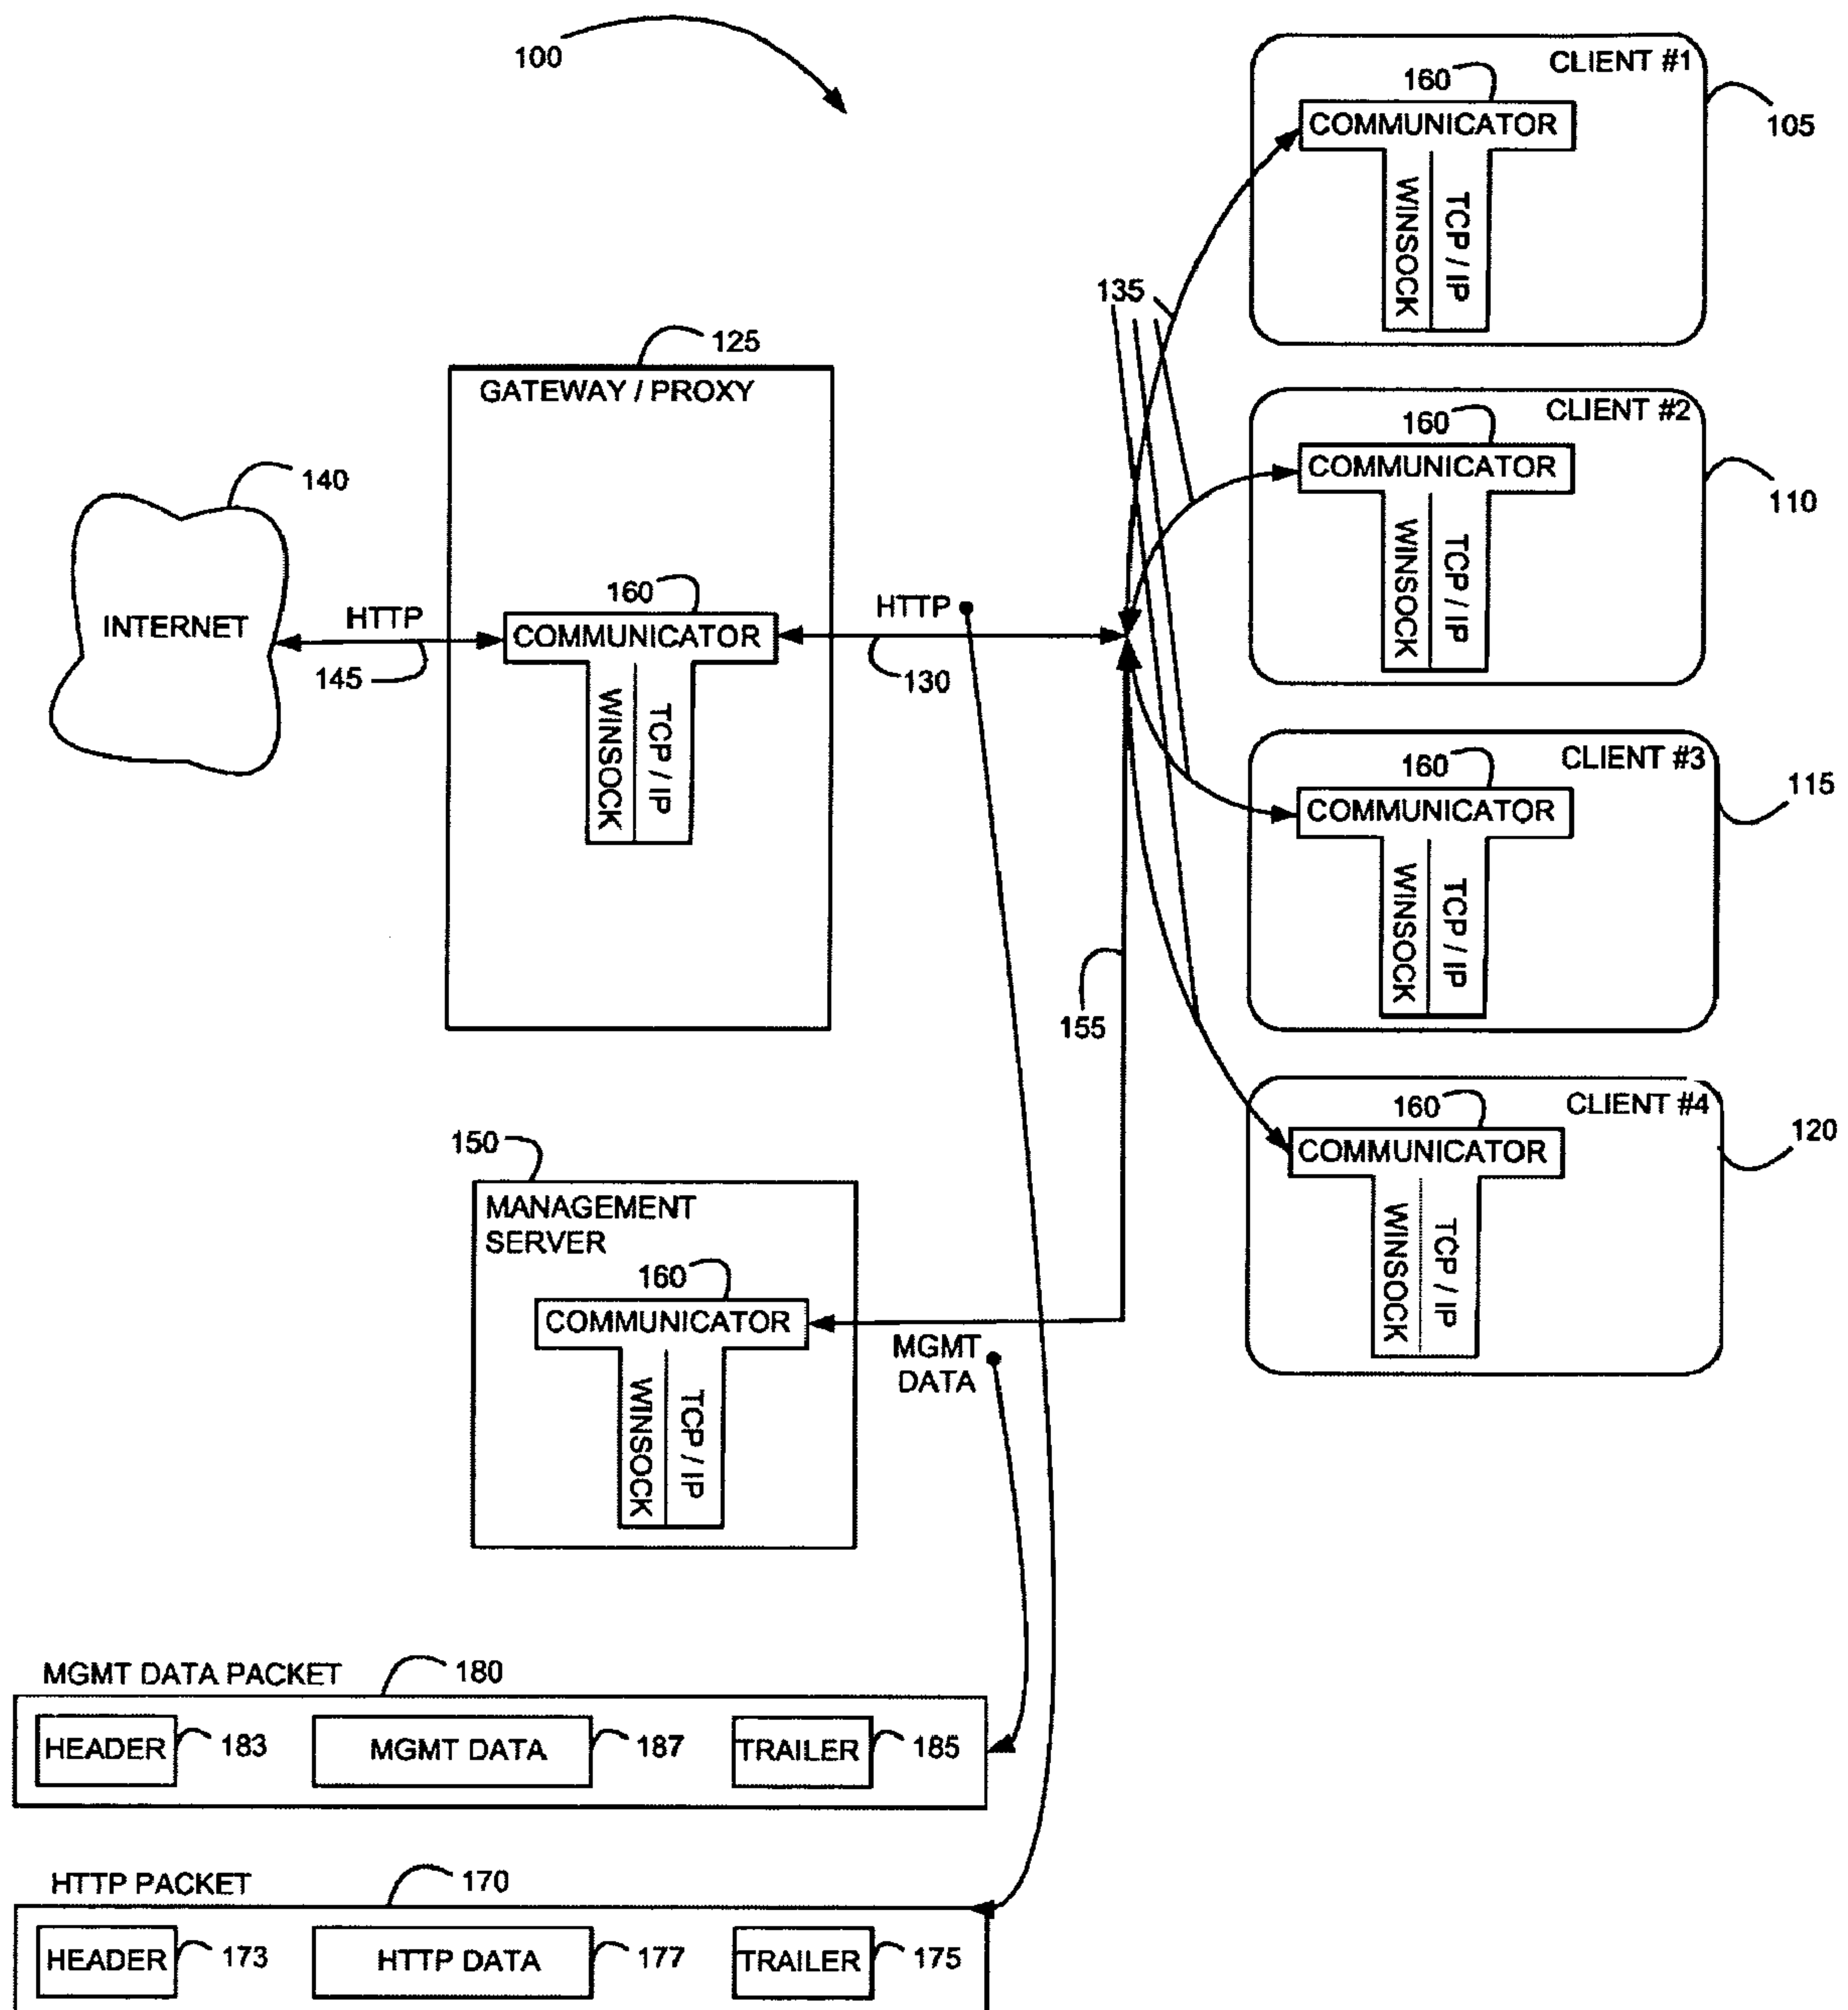 100
CLIENT #1
160
COMMUNICATOR
WINSOCK
TCP / IP
105
135
125
GATEWAY / PROXY
CLIENT #2
160
COMMUNICATOR
WINSOCK
TCP / IP
110
140
INTERNET
HTTP
145
160
COMMUNICATOR
WINSOCK
TCP / IP
HTTP
130
CLIENT #3
160
COMMUNICATOR
WINSOCK
TCP / IP
115
155
CLIENT #4
160
COMMUNICATOR
WINSOCK
TCP / IP
120
150
MANAGEMENT
SERVER
160
COMMUNICATOR
WINSOCK
TCP / IP
MGMT
DATA
MGMT DATA PACKET
180
HEADER
183
MGMT DATA
187
TRAILER
185
HTTP PACKET
170
HEADER
173
HTTP DATA
177
TRAILER
175